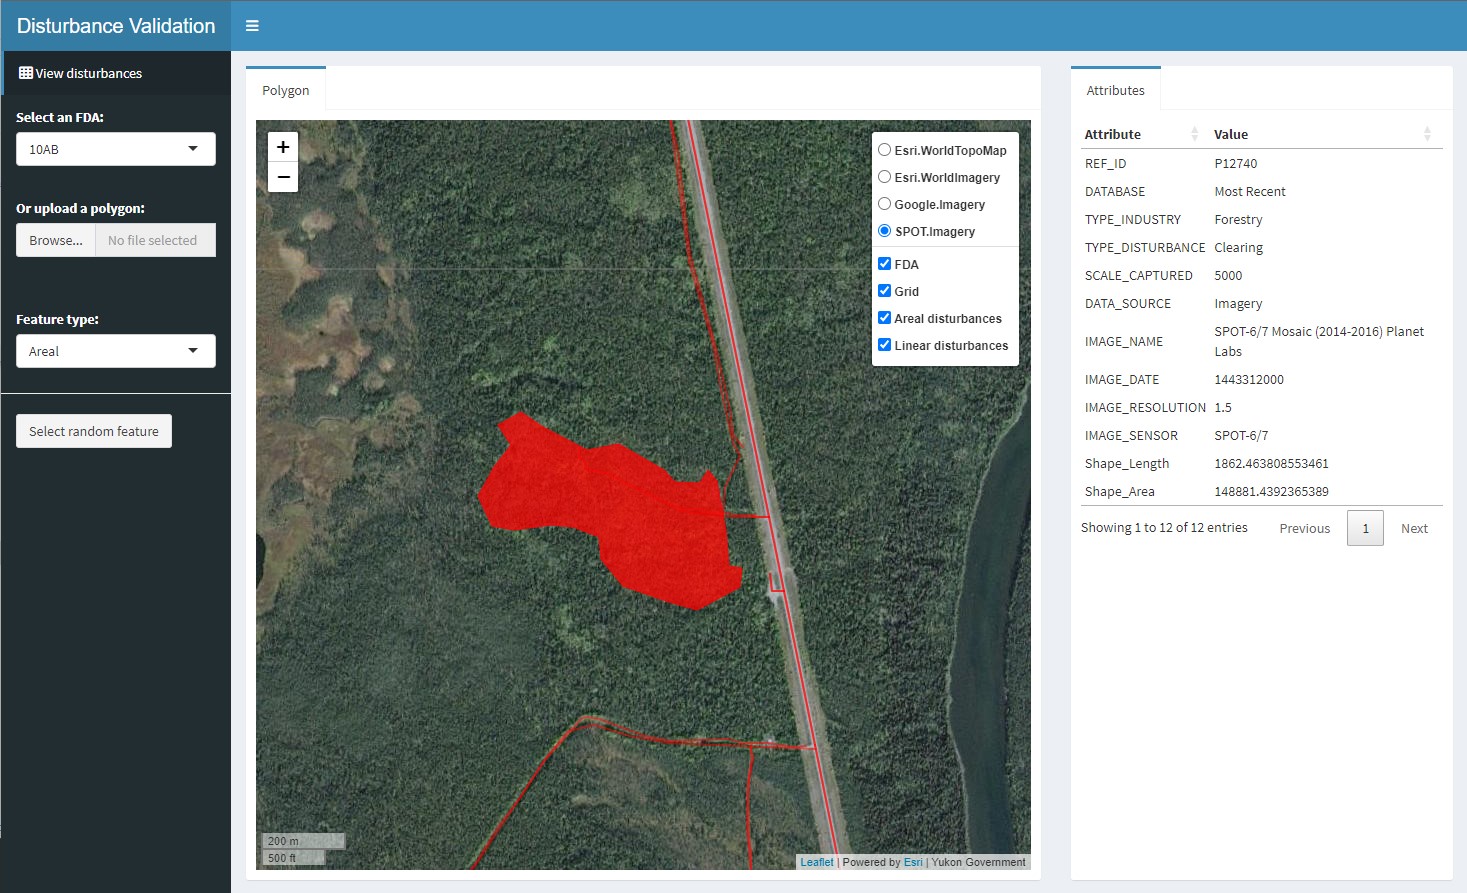 Disturbance Validation
View disturbances
Select an FDA:
10AB
Or upload a polygon:
Browse... No file selected
Feature type:
Areal
Select random feature
Polygon
+
−
Esri.WorldTopoMap
Esri.WorldImagery
Google.Imagery
SPOT.Imagery
FDA
Grid
Areal disturbances
Linear disturbances
200 m
500 ft
Leaflet | Powered by Esri | Yukon Government
Attributes
Attribute Value
REF_ID P12740
DATABASE Most Recent
TYPE_INDUSTRY Forestry
TYPE_DISTURBANCE Clearing
SCALE_CAPTURED 5000
DATA_SOURCE Imagery
IMAGE_NAME SPOT-6/7 Mosaic (2014-2016) Planet
Labs
IMAGE_DATE 1443312000
IMAGE_RESOLUTION 1.5
IMAGE_SENSOR SPOT-6/7
Shape_Length 1862.463808553461
Shape_Area 148881.4392365389
Showing 1 to 12 of 12 entries Previous 1 Next